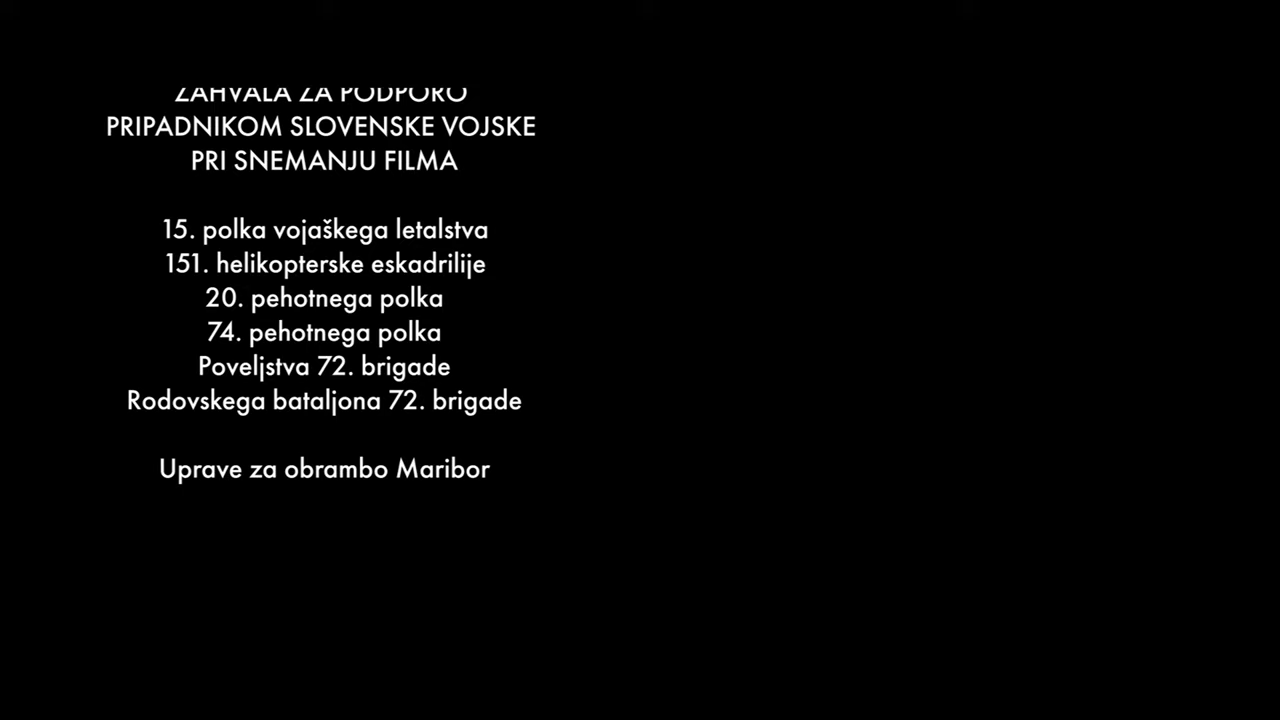 ZAHVALA ZA PODPORO
PRIPADNIKOM SLOVENSKE VOJSKE
PRI SNEMANJU FILMA
15. polka vojaškega letalstva
151. helikopterske eskadrilije
20. pehotnega polka
74. pehotnega polka
Poveljstva 72. brigade
Rodovskega bataljona 72. brigade
Uprave za obrambo Maribor